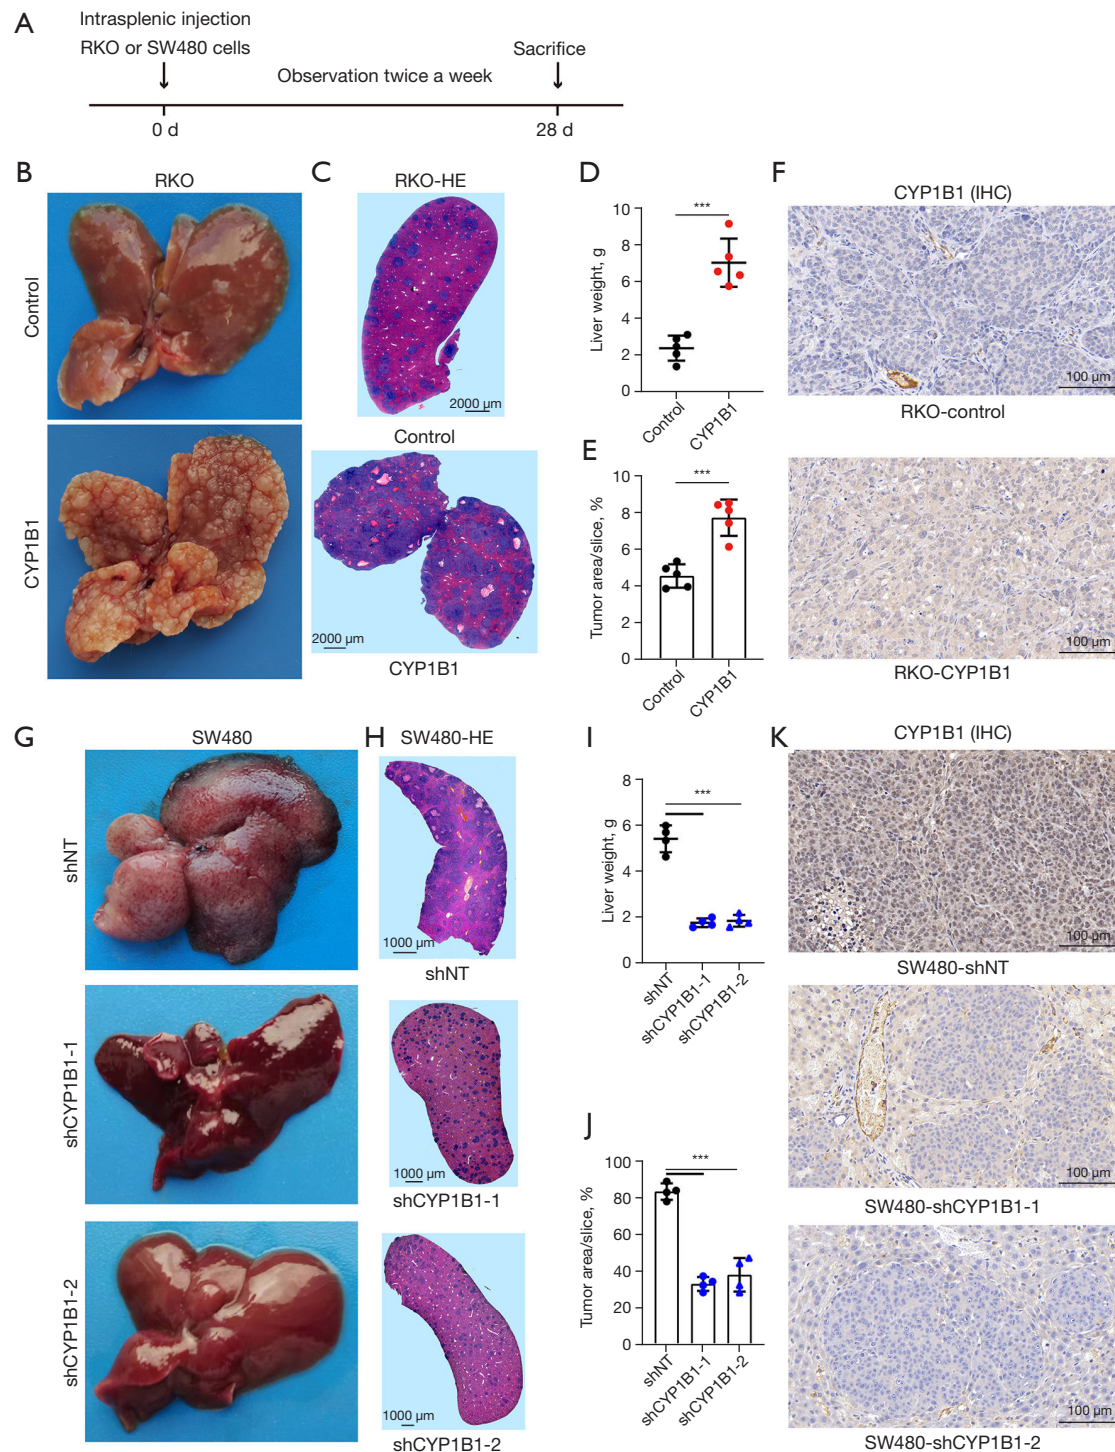 A
Intrasplenic injection
RKO or SW480 cells
Sacrifice
Observation twice a week
0 d
28 d
B
RKO
Control
CYP1B1
C
RKO-HE
2000 µm
Control
2000 µm
CYP1B1
D
Liver weight, g
10
8
6
4
2
0
***
Control
CYP1B1
E
Tumor area/slice, %
10
8
6
4
2
0
***
Control
CYP1B1
F
CYP1B1 (IHC)
100 µm
RKO-control
100 µm
RKO-CYP1B1
G
SW480
shNT
shCYP1B1-1
shCYP1B1-2
H
SW480-HE
1000 µm
shNT
1000 µm
shCYP1B1-1
1000 µm
shCYP1B1-2
I
Liver weight, g
8
6
4
2
0
***
shNT
shCYP1B1-1
shCYP1B1-2
J
Tumor area/slice, %
100
80
60
40
20
0
***
shNT
shCYP1B1-1
shCYP1B1-2
K
CYP1B1 (IHC)
100 µm
SW480-shNT
100 µm
SW480-shCYP1B1-1
100 µm
SW480-shCYP1B1-2